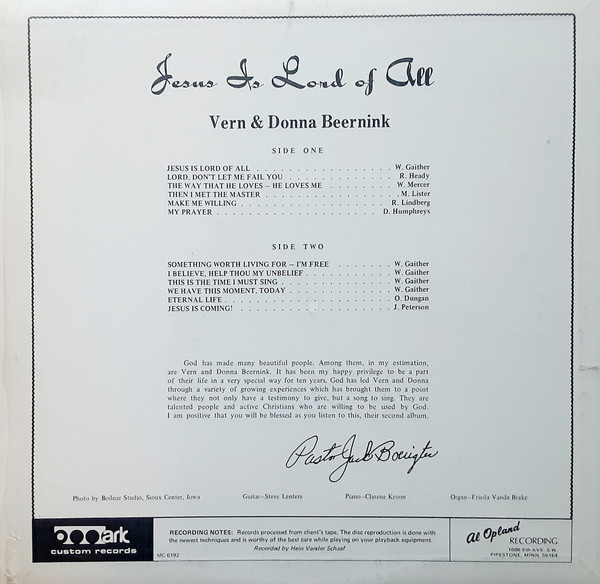 Jesus Is Lord of All
Vern & Donna Beernink
SIDE ONE
JESUS IS LORD OF ALL . . . . . . . . . . . . . . . . . W. Gaither
LORD, DON'T LET ME FAIL YOU . . . . . . . . . . . . . R. Heady
THE WAY THAT HE LOVES – HE LOVES ME . . . . . . . . W. Mercer
THEN I MET THE MASTER . . . . . . . . . . . . . . . . M. Lister
MAKE ME WILLING . . . . . . . . . . . . . . . . . . R. Lindberg
MY PRAYER . . . . . . . . . . . . . . . . . . . . D. Humphreys
SIDE TWO
SOMETHING WORTH LIVING FOR – I'M FREE . . . . . . . W. Gaither
I BELIEVE, HELP THOU MY UNBELIEF . . . . . . . . . . . W. Gaither
THIS IS THE TIME I MUST SING . . . . . . . . . . . . . W. Gaither
WE HAVE THIS MOMENT, TODAY . . . . . . . . . . . . . W. Gaither
ETERNAL LIFE . . . . . . . . . . . . . . . . . . . . . O. Dungan
JESUS IS COMING! . . . . . . . . . . . . . . . . . . . J. Peterson
God has made many beautiful people. Among them, in my estimation,
are Vern and Donna Beernink. It has been my happy privilege to be a part
of their life in a very special way for ten years. God has led Vern and Donna
through a variety of growing experiences which has brought them to a point
where they not only have a testimony to give, but a song to sing. They are
talented people and active Christians who are willing to be used by God.
I am positive that you will be blessed as you listen to this, their second album.
Pastor Jack Boeigter
Photo by Bodnar Studio, Sioux Center, Iowa Guitar–Steve Lenters Piano–Clarene Kroon Organ–Frieda Vande Brake
Mark
custom records
RECORDING NOTES: Records processed from client's tape. The disc reproduction is done with
the newest techniques and is worthy of the best care while playing on your playback equipment.
Recorded by Hein Vander Schaaf
MC 6192
Al Opland
RECORDING
1006 5th AVE. S.W.
PIPESTONE, MINN. 56164